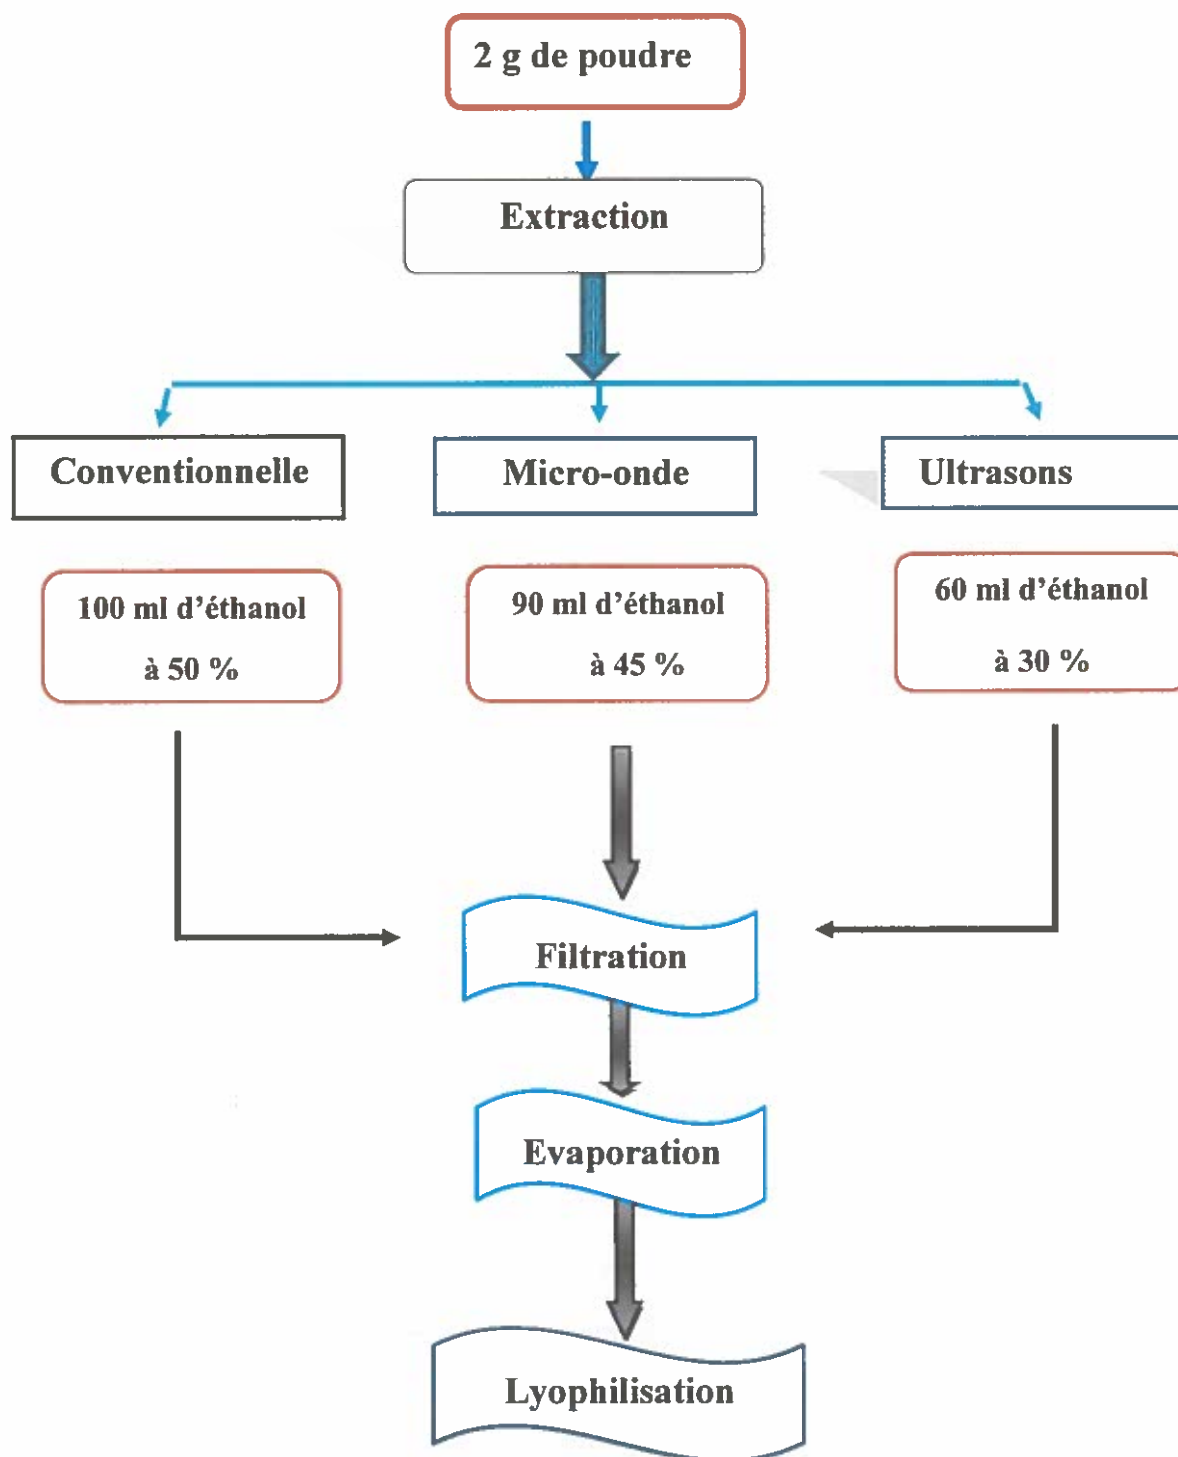 2 g de poudre
Extraction
Conventionnelle
Micro-onde
Ultrasons
100 ml d'éthanol
à 50 %
90 ml d'éthanol
à 45 %
60 ml d'éthanol
à 30 %
Filtration
Evaporation
Lyophilisation